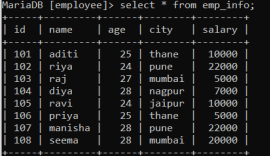 MariaDB [employee]> select * from emp_info;
| id | name | age | city | salary |
| 101 | aditi | 25 | thane | 10000 |
| 102 | riya | 24 | pune | 22000 |
| 103 | raj | 27 | mumbai | 5000 |
| 104 | diya | 28 | nagpur | 7000 |
| 105 | ravi | 24 | jaipur | 10000 |
| 106 | priya | 25 | thane | 5000 |
| 107 | manisha | 28 | pune | 22000 |
| 108 | seema | 28 | mumbai | 20000 |